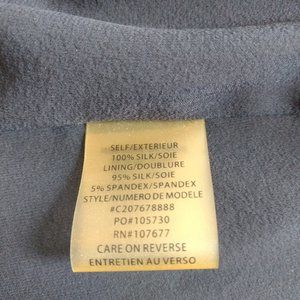 SELF/EXTERIEUR
100% SILK/SOIE
LINING/DOUBLURE
95% SILK/SOIE
5% SPANDEX/SPANDEX
STYLE/NUMERO DE MODELE
#C207678888
PO#105730
RN#107677
CARE ON REVERSE
ENTRETIEN AU VERSO